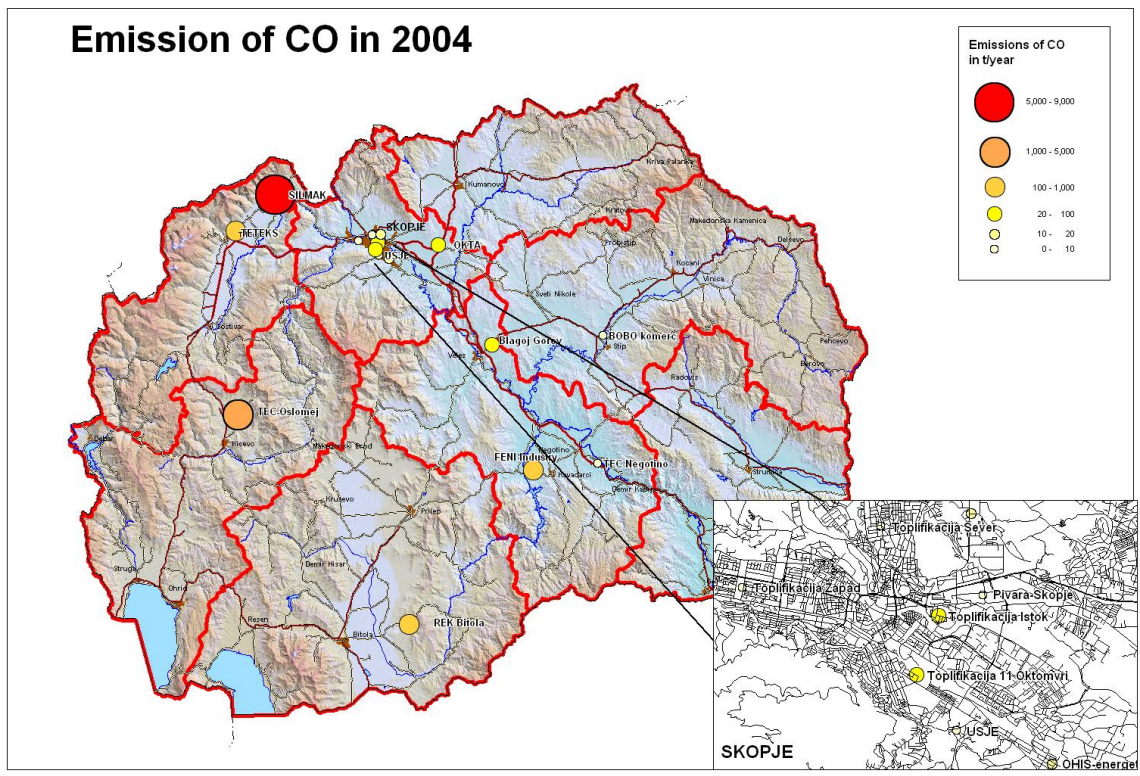 Emission of CO in 2004
Emissions of CO
in t/year
5,000 - 9,000
1,000 - 5,000
100 - 1,000
20 - 100
10 - 20
0 - 10
Kriva Palanka
Kumanovo
SILMAK
Kratovo
Makedonska Kamenica
SKOPJE
TETEKS
OKTA
Probistip
Delcevo
USJE
Kocani
Vinica
Sveti Nikole
Gostivar
BOBO komerc
Blagoj Gorev
Stip
Pehcevo
Veles
Berovo
Radovis
TEC-Oslomej
Debar
Kicevo
Makedonski Brod
Negotino
FENI Industry
TEC Negotino
Kavadarci
Strumica
Demir Kapija
Krusevo
Prilep
Demir Hisar
Struga
Ohrid
Resen
REK Bitola
Bitola
Toplifikacija Sever
Toplifikacija Zapad
Pivara-Skopje
Toplifikacija Istok
Toplifikacija 11 Oktomvri
USJE
SKOPJE
OHIS-energet